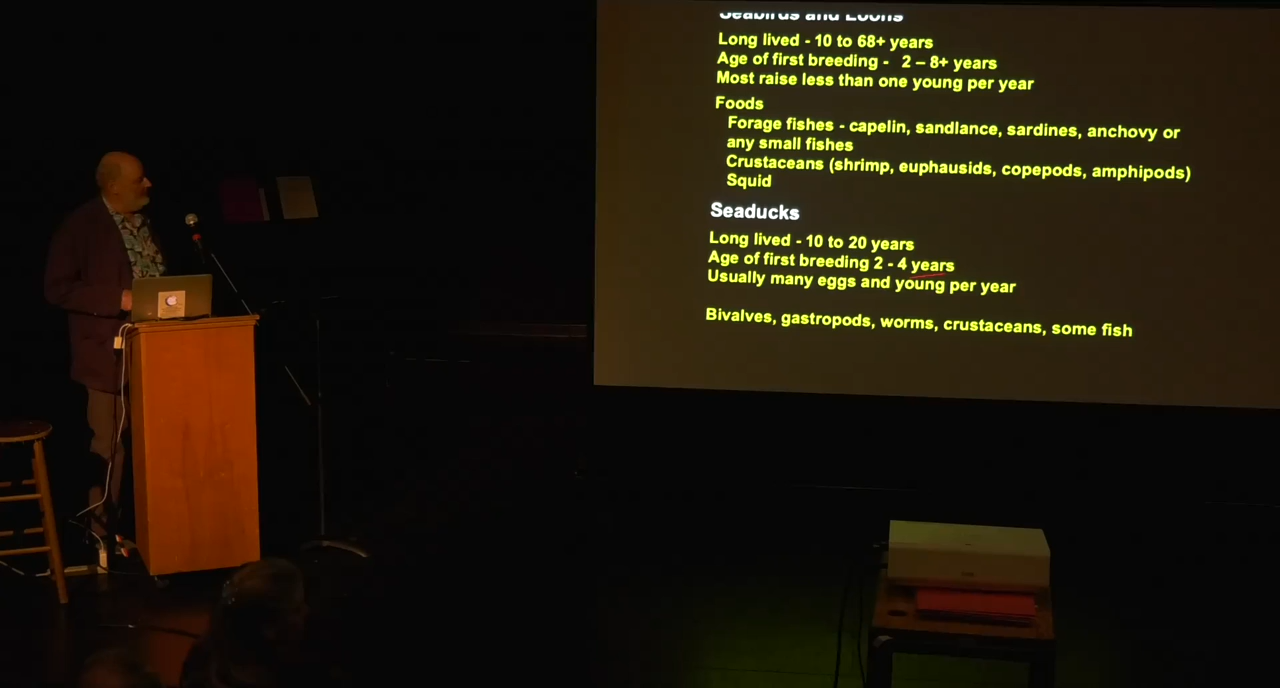 Seabirds and Loons
Long lived - 10 to 68+ years
Age of first breeding - 2 – 8+ years
Most raise less than one young per year
Foods
Forage fishes - capelin, sandlance, sardines, anchovy or
any small fishes
Crustaceans (shrimp, euphausids, copepods, amphipods)
Squid
Seaducks
Long lived - 10 to 20 years
Age of first breeding 2 - 4 years
Usually many eggs and young per year
Bivalves, gastropods, worms, crustaceans, some fish